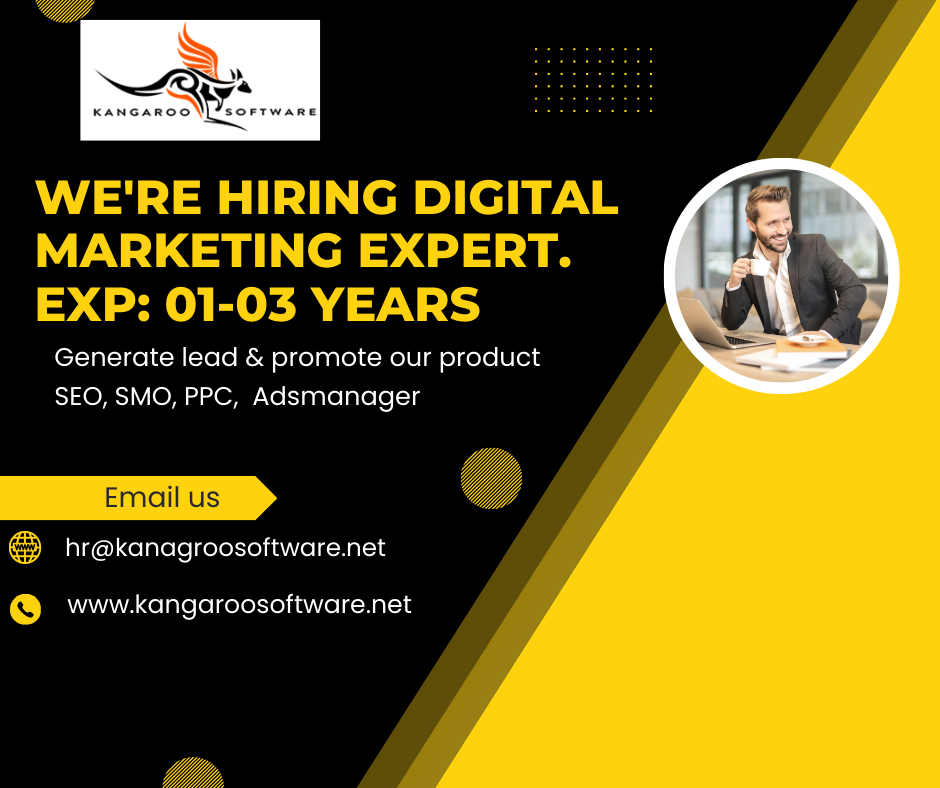 KANGAROO SOFTWARE
WE'RE HIRING DIGITAL
MARKETING EXPERT.
EXP: 01-03 YEARS
Generate lead & promote our product
SEO, SMO, PPC, Adsmanager
Email us
WWW
hr@kanagroosoftware.net
www.kangaroosoftware.net